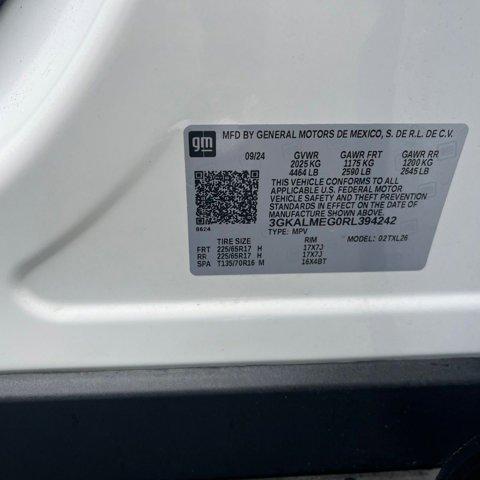 gm
MFD BY GENERAL MOTORS DE MEXICO, S. DE R.L. DE C.V.
09/24 GVWR GAWR FRT GAWR RR
2025 KG 1175 KG 1200 KG
4464 LB 2590 LB 2645 LB
THIS VEHICLE CONFORMS TO ALL
APPLICABLE U.S. FEDERAL MOTOR
VEHICLE SAFETY AND THEFT PREVENTION
STANDARDS IN EFFECT ON THE DATE OF
MANUFACTURE SHOWN ABOVE.
3GKALMEG0RL394242
0624 TYPE: MPV
TIRE SIZE RIM 02TXL26
FRT 225/65R17 H 17X7J
RR 225/65R17 H 17X7J
SPA T135/70R16 M 16X4BT